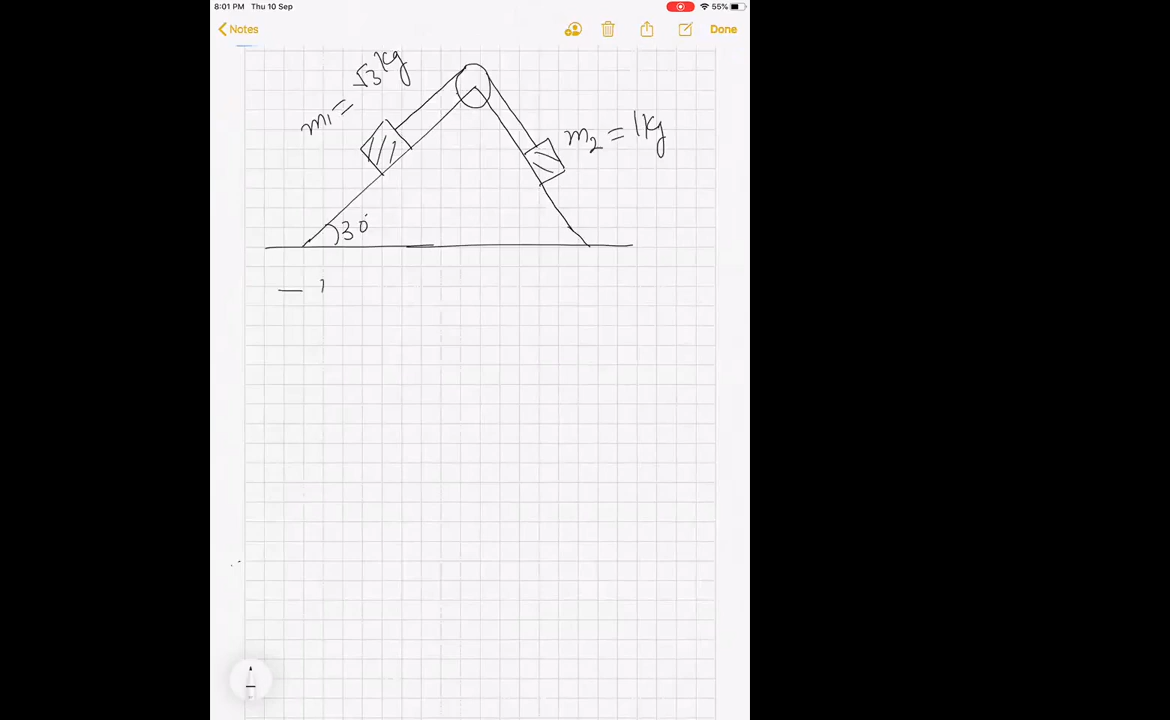 8:01 PM Thu 10 Sep
55%
Notes
Done
m1 = √3 kg
m2 = 1kg
30°